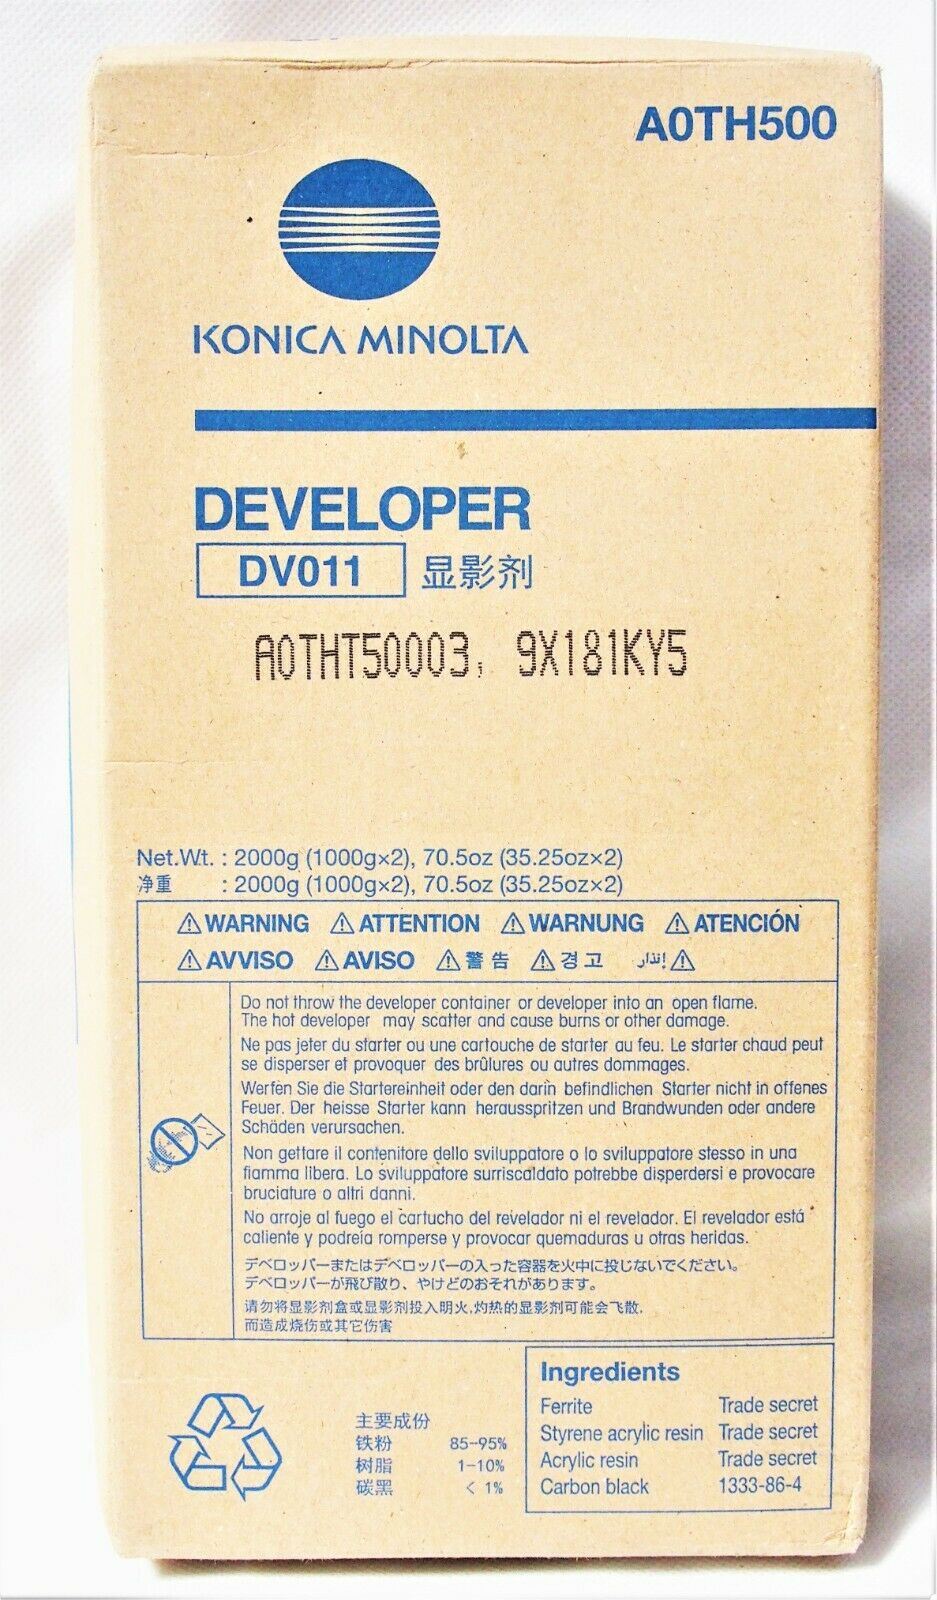 A0TH500
KONICA MINOLTA
DEVELOPER
DV011 显影剂
A0THT50003, 9X181KY5
Net.Wt. : 2000g (1000g×2), 70.5oz (35.25oz×2)
净重 : 2000g (1000g×2), 70.5oz (35.25oz×2)
⚠ WARNING ⚠ ATTENTION ⚠ WARNUNG ⚠ ATENCIÓN
⚠ AVVISO ⚠ AVISO ⚠ 警告 ⚠ 경고 إنذار ⚠
Do not throw the developer container or developer into an open flame.
The hot developer may scatter and cause burns or other damage.
Ne pas jeter du starter ou une cartouche de starter au feu. Le starter chaud peut
se disperser et provoquer des brûlures ou autres dommages.
Werfen Sie die Startereinheit oder den darin befindlichen Starter nicht in offenes
Feuer. Der heisse Starter kann herausspritzen und Brandwunden oder andere
Schäden verursachen.
Non gettare il contenitore dello sviluppatore o lo sviluppatore stesso in una
fiamma libera. Lo sviluppatore surriscaldato potrebbe disperdersi e provocare
bruciature o altri danni.
No arroje al fuego el cartucho del revelador ni el revelador. El revelador está
caliente y podreía romperse y provocar quemaduras u otras heridas.
デベロッパーまたはデベロッパーの入った容器を火中に投じないでください。
デベロッパーが飛び散り、やけどのおそれがあります。
请勿将显影剂盒或显影剂投入明火,灼热的显影剂可能会飞散,
而造成烧伤或其它伤害
主要成份
铁粉 85-95%
树脂 1-10%
碳黑 < 1%
Ingredients
Ferrite Trade secret
Styrene acrylic resin Trade secret
Acrylic resin Trade secret
Carbon black 1333-86-4